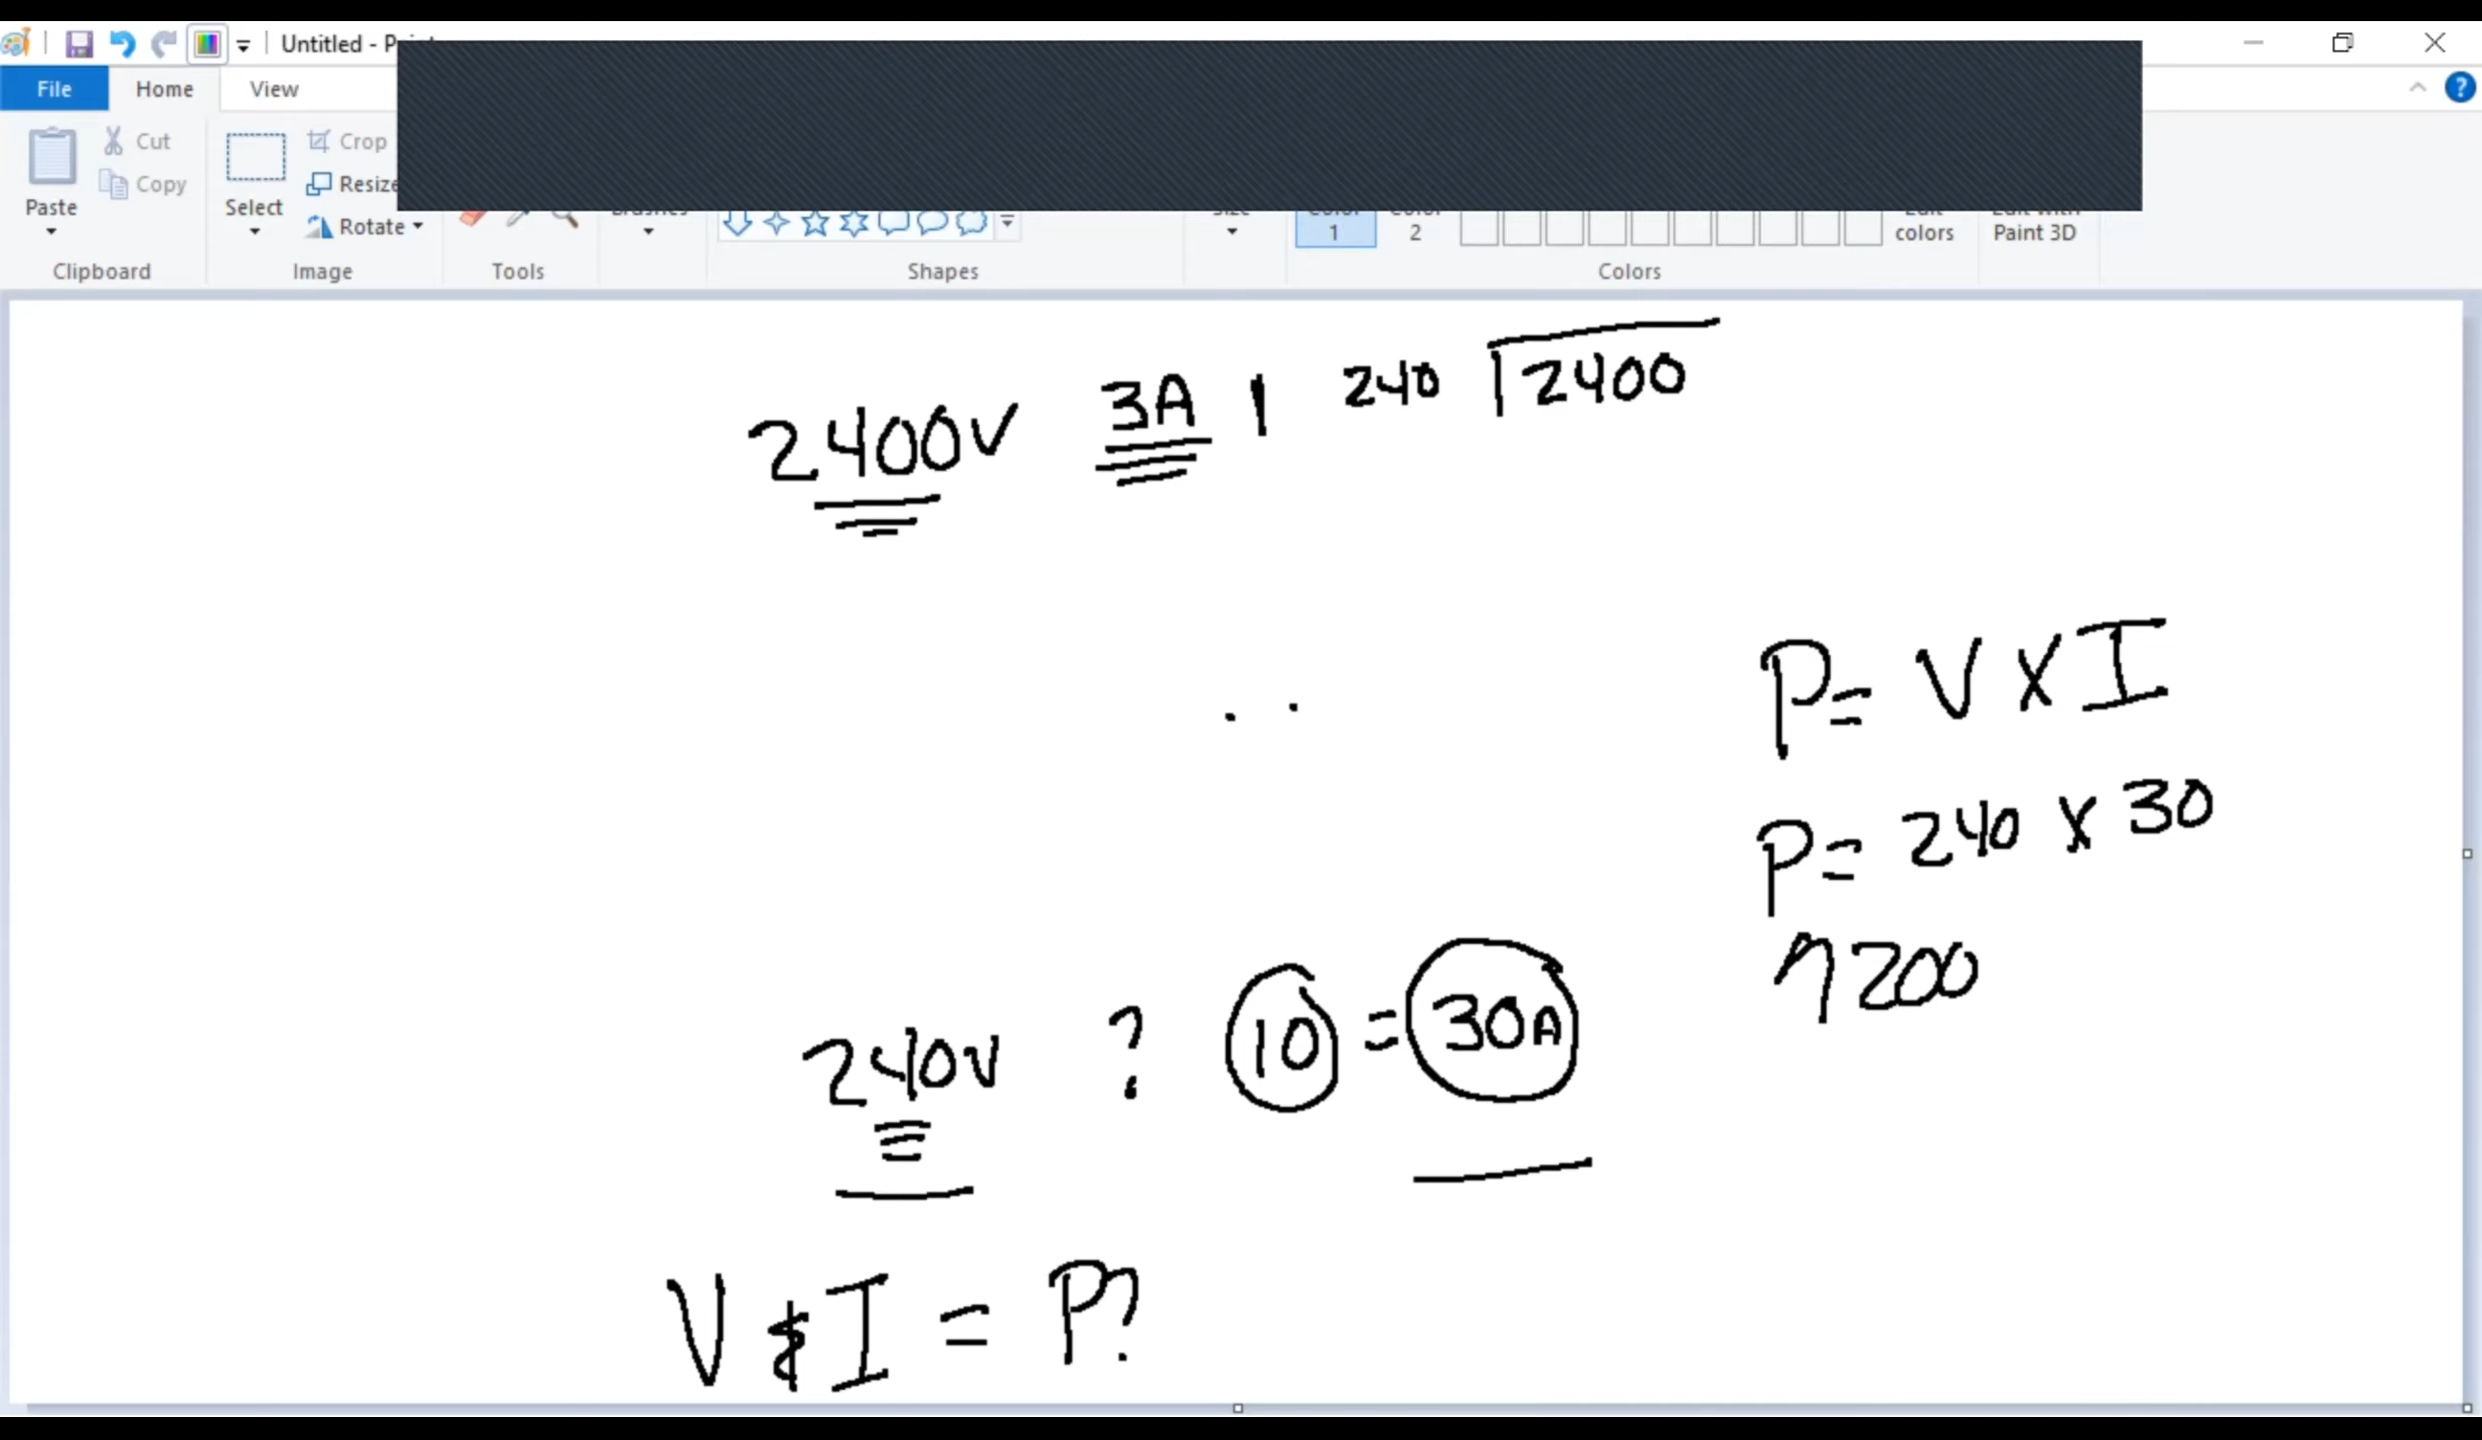 Untitled - P
File Home View
Cut
Crop
Copy
Resize
Paste Select Rotate
1 2 colors Paint 3D
Clipboard Image Tools Shapes Colors
2400V 3A | 240 2400
P= V X I
P= 240 X 30
7200
240V ? 10 = 30A
V & I = P?